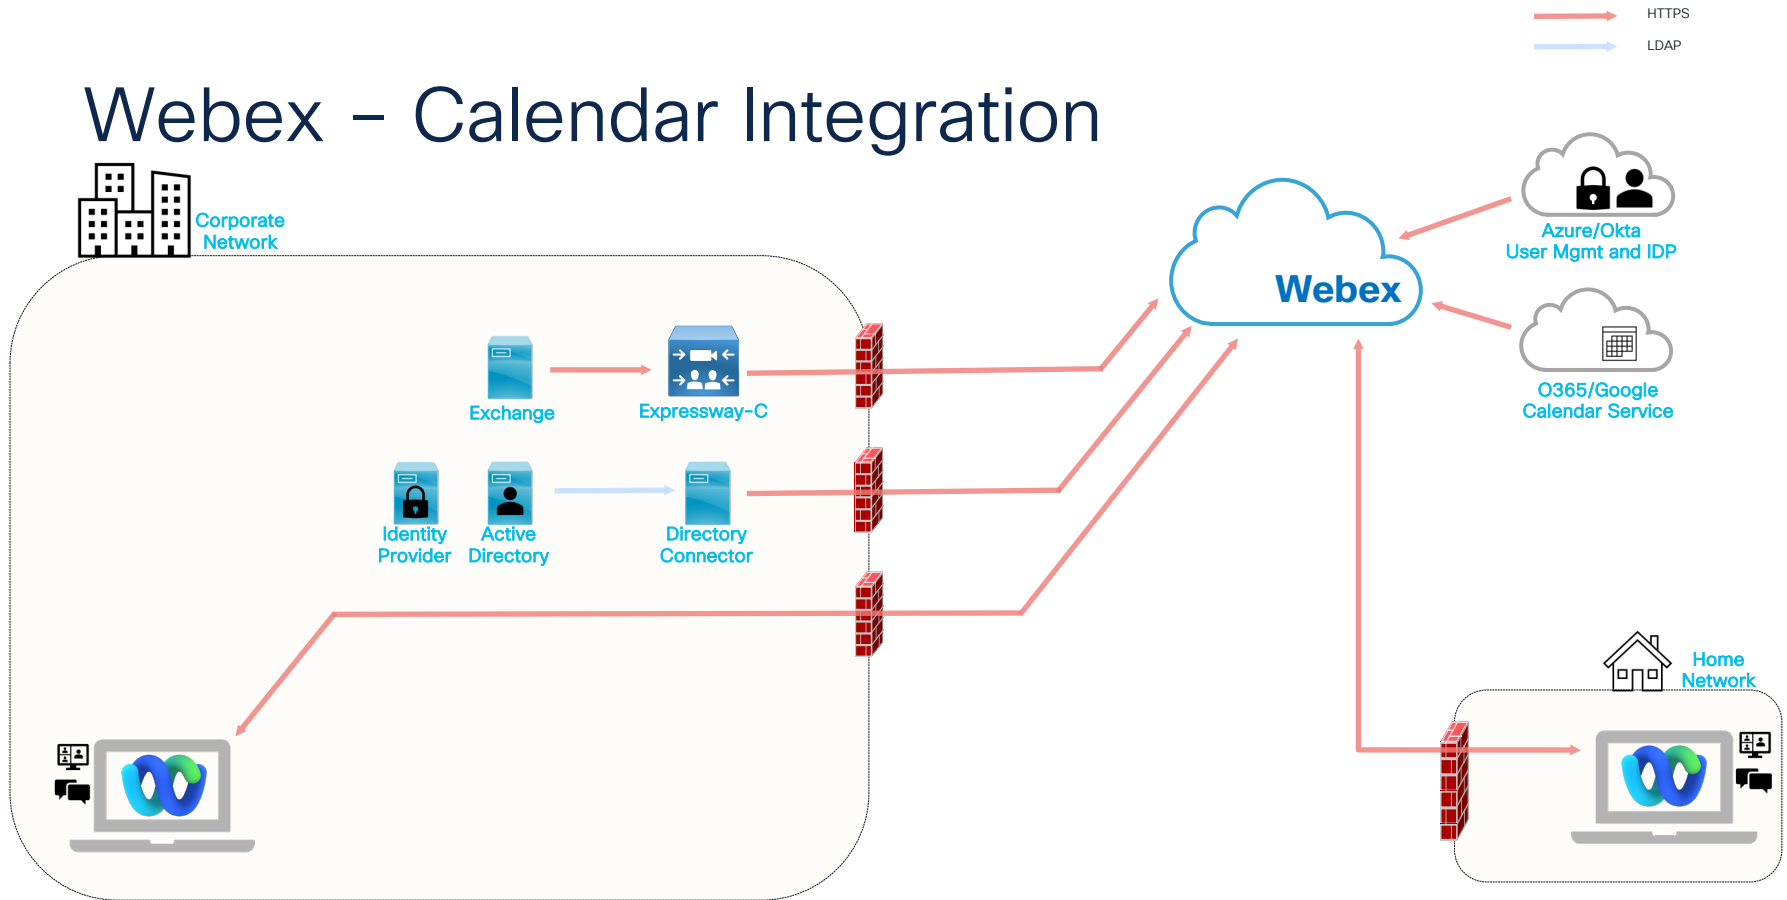 HTTPS
LDAP
Webex – Calendar Integration
Corporate
Network
Webex
Azure/Okta
User Mgmt and IDP
O365/Google
Calendar Service
Exchange
Expressway-C
Identity
Provider
Active
Directory
Directory
Connector
Home
Network